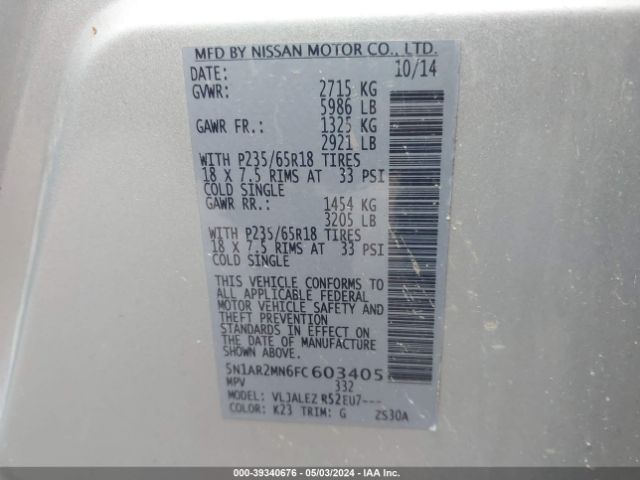 MFD BY NISSAN MOTOR CO., LTD.
DATE: 10/14
GVWR: 2715 KG
5986 LB
GAWR FR.: 1325 KG
2921 LB
WITH P235/65R18 TIRES
18 X 7.5 RIMS AT 33 PSI
COLD SINGLE
GAWR RR.: 1454 KG
3205 LB
WITH P235/65R18 TIRES
18 X 7.5 RIMS AT 33 PSI
COLD SINGLE
THIS VEHICLE CONFORMS TO
ALL APPLICABLE FEDERAL
MOTOR VEHICLE SAFETY AND
THEFT PREVENTION
STANDARDS IN EFFECT ON
THE DATE OF MANUFACTURE
SHOWN ABOVE.
5N1AR2MN6FC603405
MPV 332
MODEL: VLJALEZ R52EU7---
COLOR: K23 TRIM: G 2S30A
000-39340676 - 05/03/2024 - IAAI.com